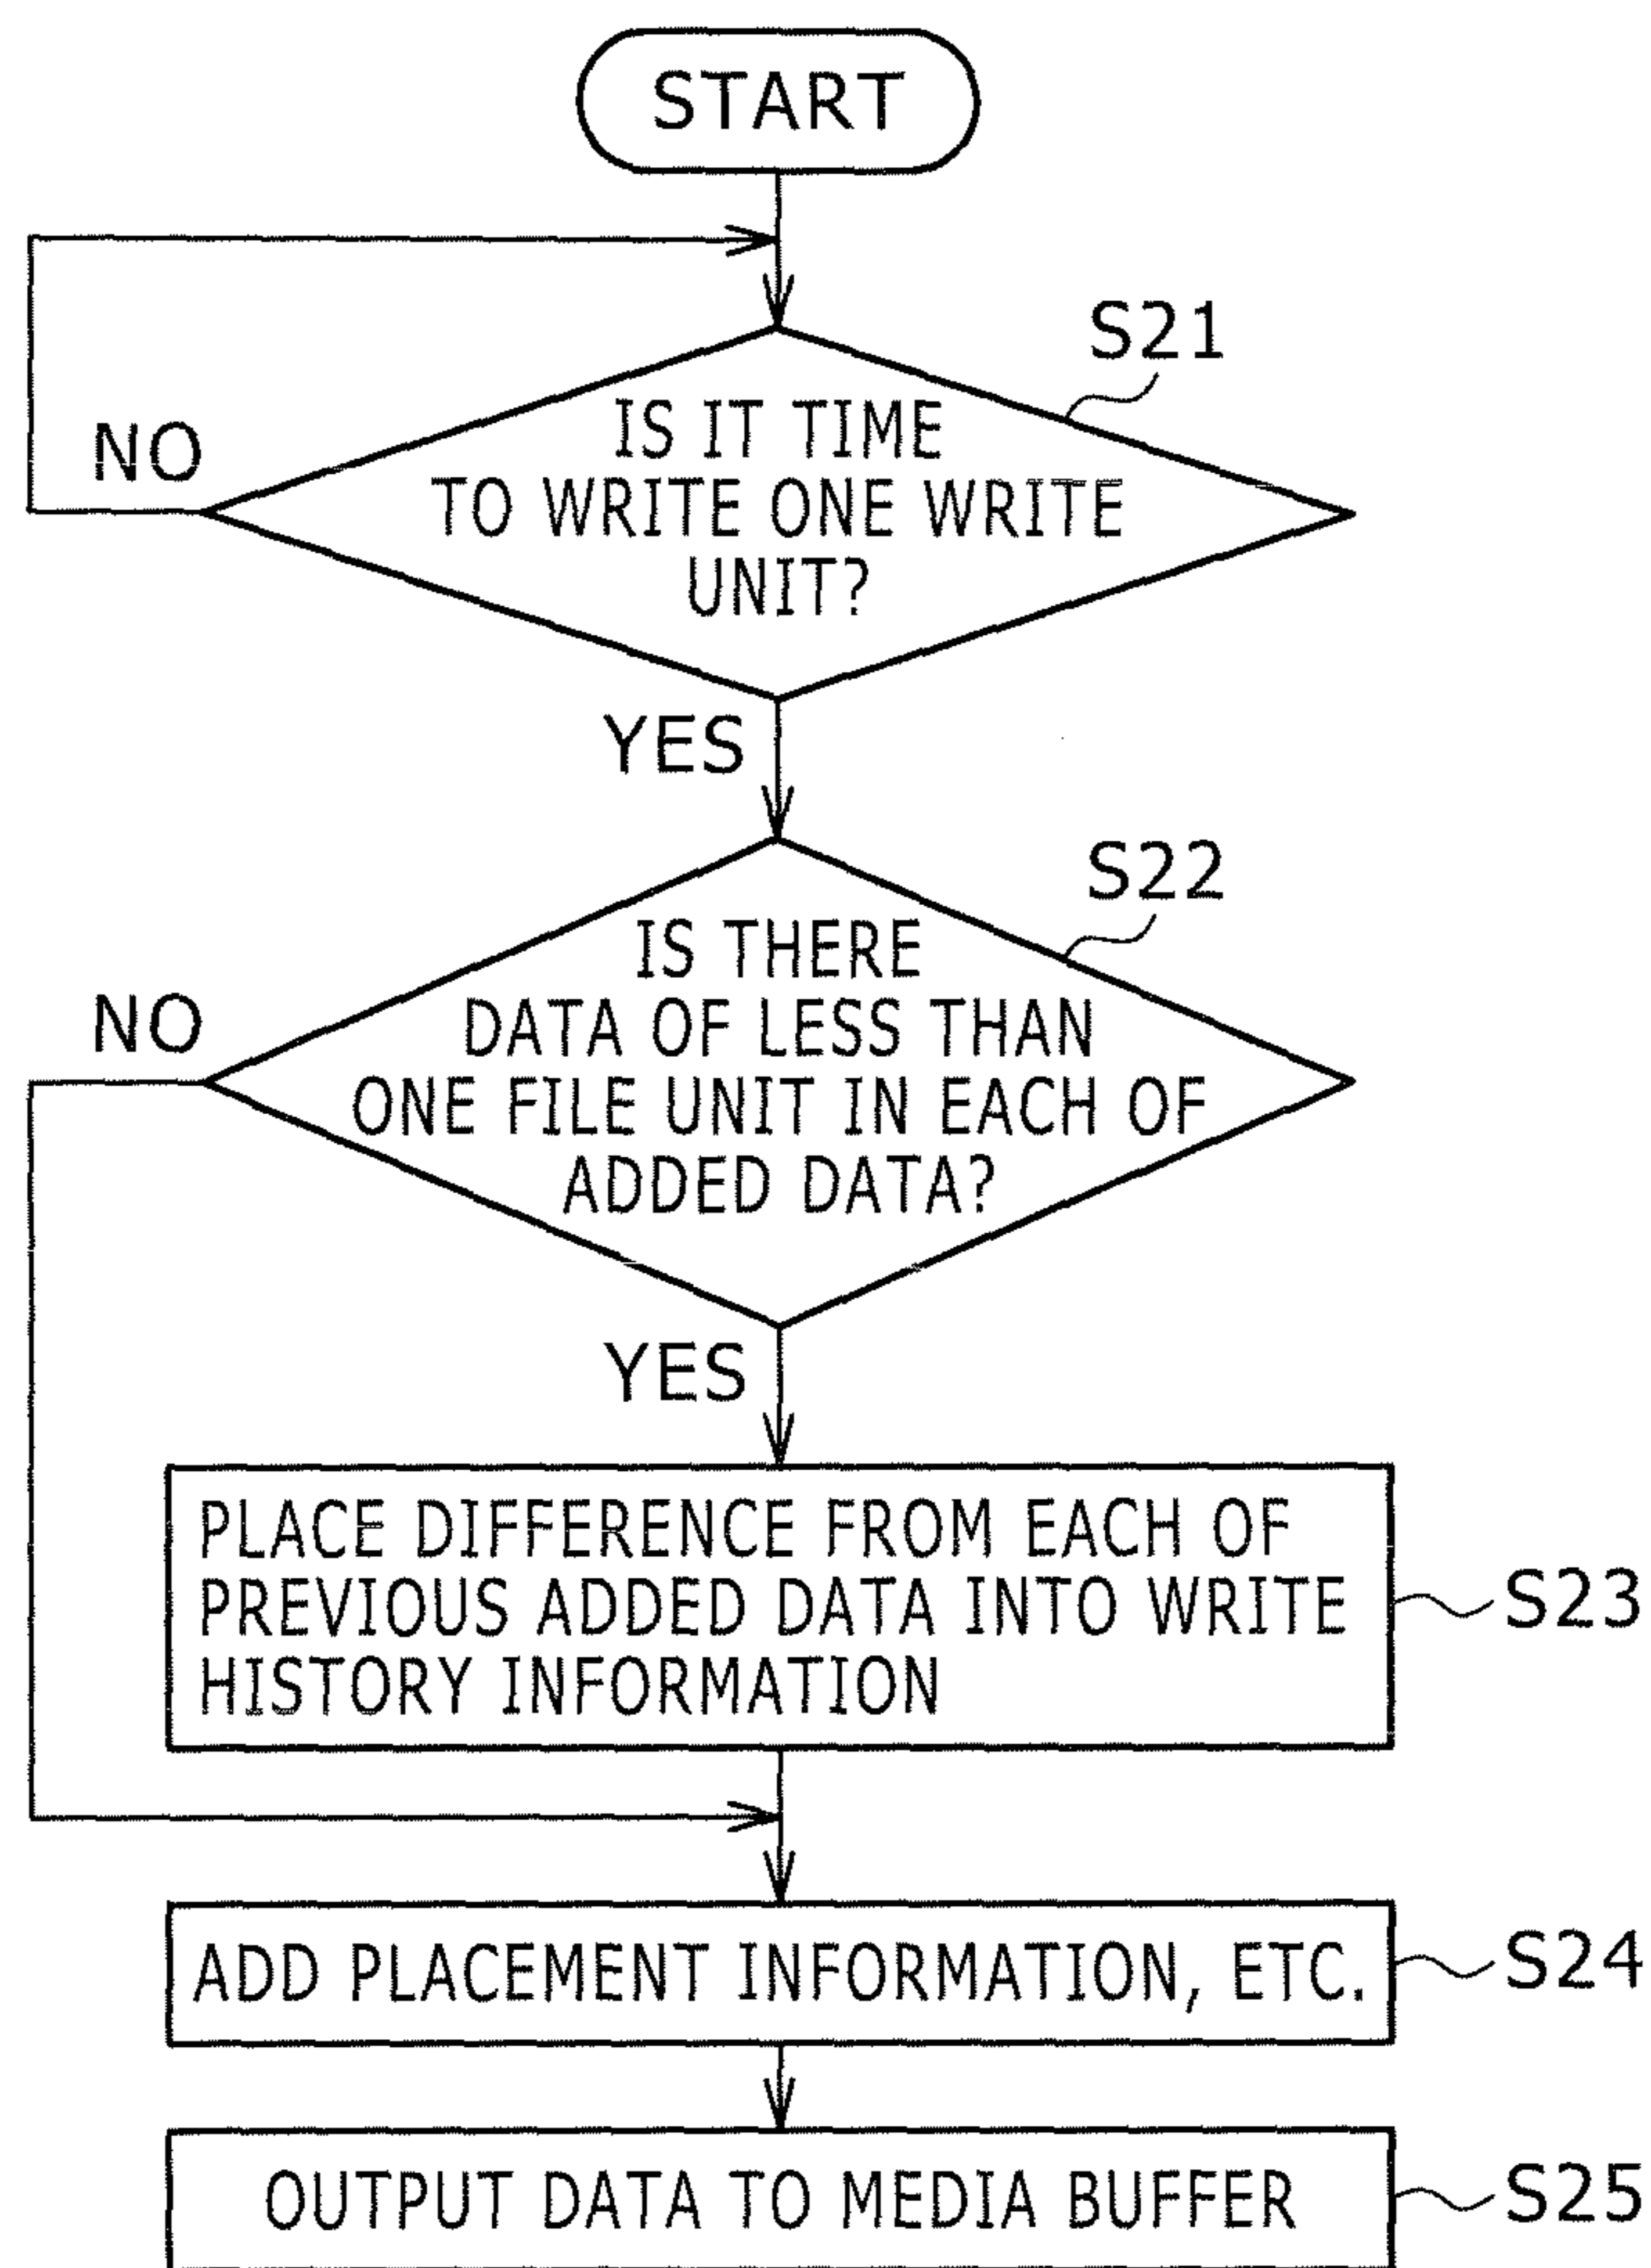 START
S21
IS IT TIME
NO
TO WRITE ONE WRITE
UNIT?
YES
S22
IS THERE
NO
DATA OF LESS THAN
ONE FILE UNIT IN EACH OF
ADDED DATA?
YES
PLACE DIFFERENCE FROM EACH OF
PREVIOUS ADDED DATA INTO WRITE
HISTORY INFORMATION
S23
ADD PLACEMENT INFORMATION, ETC.
S24
OUTPUT DATA TO MEDIA BUFFER
S25